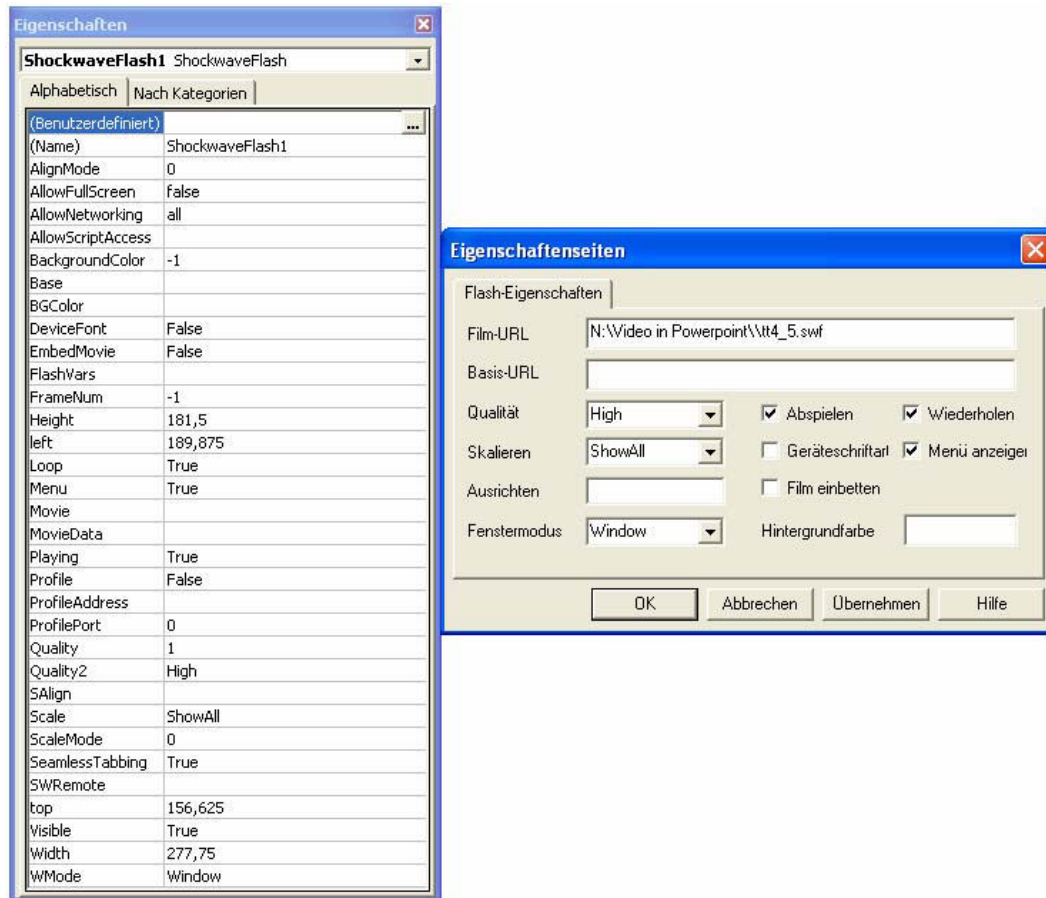 Eigenschaften
ShockwaveFlash1 ShockwaveFlash
Alphabetisch Nach Kategorien
(Benutzerdefiniert) ...
(Name) ShockwaveFlash1
AlignMode 0
AllowFullScreen false
AllowNetworking all
AllowScriptAccess
BackgroundColor -1
Base
BGColor
DeviceFont False
EmbedMovie False
FlashVars
FrameNum -1
Height 181,5
left 189,875
Loop True
Menu True
Movie
MovieData
Playing True
Profile False
ProfileAddress
ProfilePort 0
Quality 1
Quality2 High
SAlign
Scale ShowAll
ScaleMode 0
SeamlessTabbing True
SWRemote
top 156,625
Visible True
Width 277,75
WMode Window
Eigenschaftenseiten
Flash-Eigenschaften
Film-URL N:\Video in Powerpoint\\tt4_5.swf
Basis-URL
Qualität High Abspielen Wiederholen
Skalieren ShowAll Geräteschriftart Menü anzeigen
Ausrichten Film einbetten
Fenstermodus Window Hintergrundfarbe
OK Abbrechen Übernehmen Hilfe